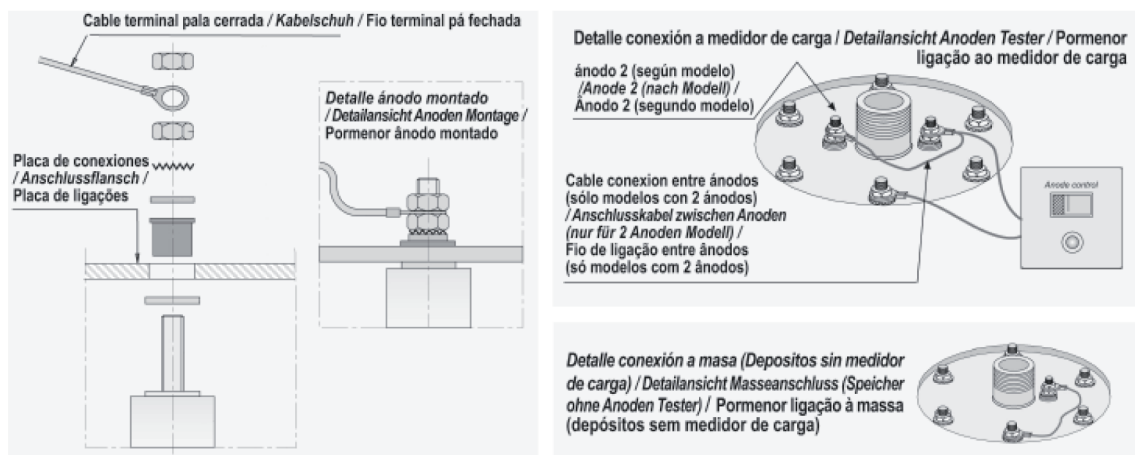 Cable terminal pala cerrada / Kabelschuh / Fio terminal pá fechada
Detalle ánodo montado
/ Detailansicht Anoden Montage /
Pormenor ânodo montado
Placa de conexiones
/ Anschlussflansch /
Placa de ligações
Detalle conexión a medidor de carga / Detailansicht Anoden Tester / Pormenor
ligação ao medidor de carga
ánodo 2 (según modelo)
/Anode 2 (nach Modell) /
Ânodo 2 (segundo modelo)
Cable conexion entre ánodos
(sólo modelos con 2 ánodos)
/ Anschlusskabel zwischen Anoden
(nur für 2 Anoden Modell) /
Fio de ligação entre ânodos
(só modelos com 2 ânodos)
Anode control
Detalle conexión a masa (Depositos sin medidor
de carga) / Detailansicht Masseanschluss (Speicher
ohne Anoden Tester) / Pormenor ligação à massa
(depósitos sem medidor de carga)